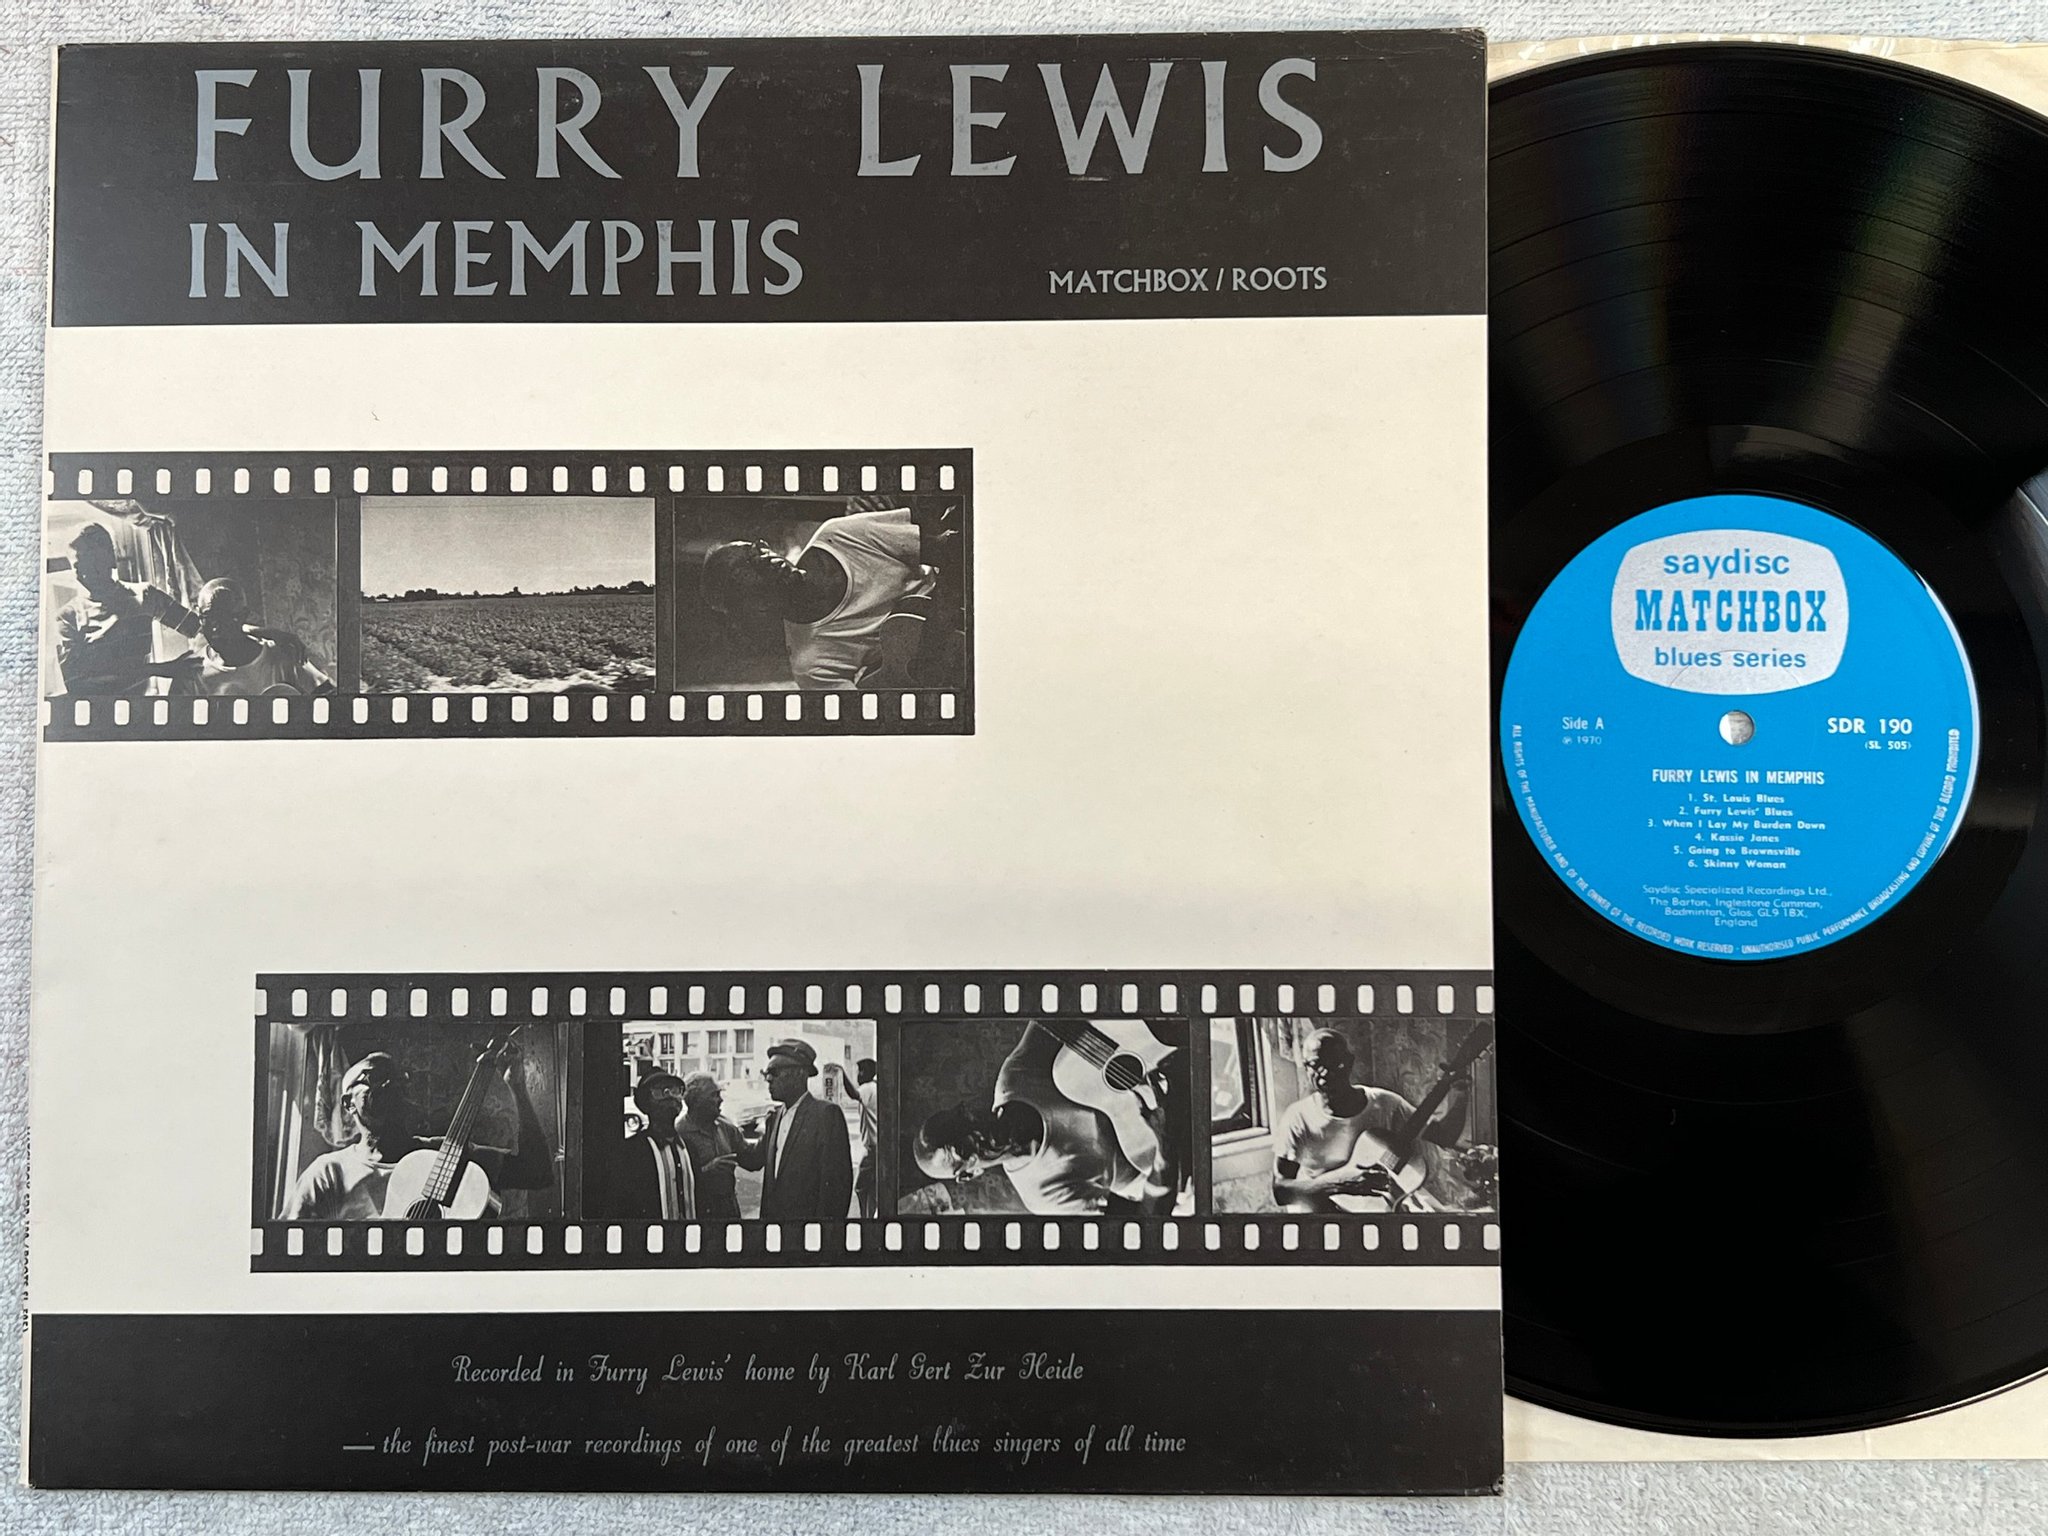 FURRY LEWIS
IN MEMPHIS
MATCHBOX / ROOTS
Recorded in Furry Lewis' home by Karl Gert Zur Heide
— the finest post-war recordings of one of the greatest blues singers of all time
saydisc
MATCHBOX
blues series
Side A
℗ 1970
SDR 190
(SL 505)
FURRY LEWIS IN MEMPHIS
1. St. Louis Blues
2. Furry Lewis' Blues
3. When I Lay My Burden Down
4. Kassie Jones
5. Going to Brownsville
6. Skinny Woman
Saydisc Specialized Recordings Ltd.,
The Barton, Inglestone Common,
Badminton, Glos. GL9 1BX,
England
ALL RIGHTS OF THE MANUFACTURER AND OF THE OWNER OF THE RECORDED WORK RESERVED - UNAUTHORISED PUBLIC PERFORMANCE BROADCASTING AND COPYING OF THIS RECORD PROHIBITED